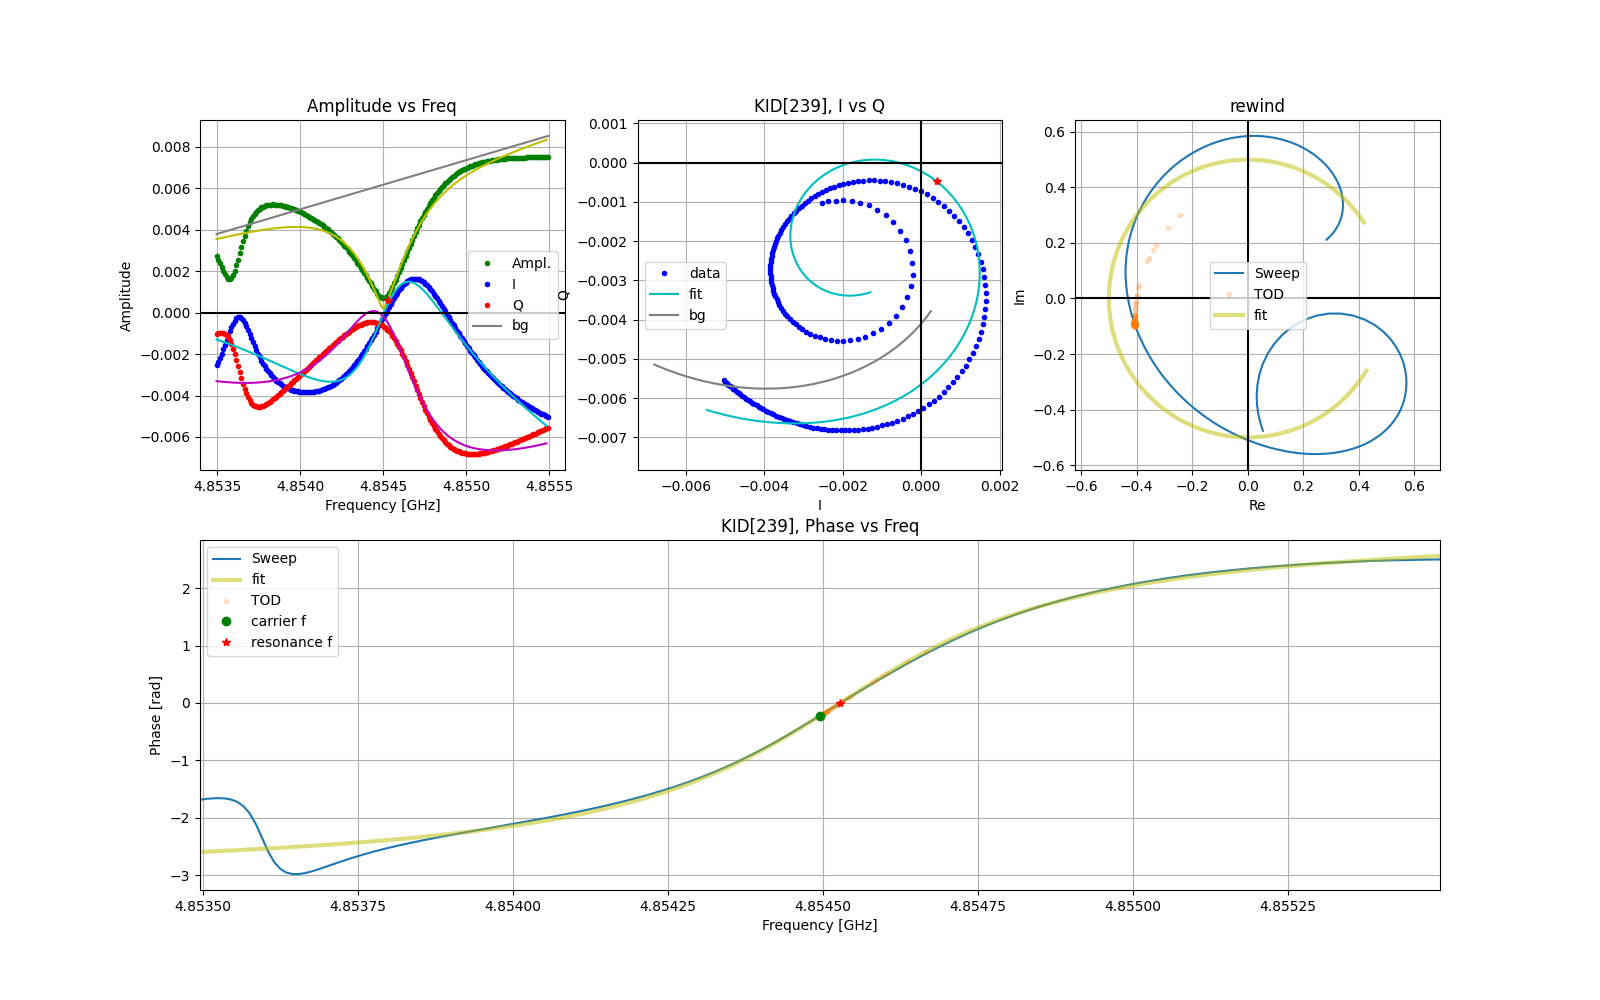 Amplitude vs Freq
Amplitude
0.008
0.006
0.004
0.002
0.000
−0.002
−0.004
−0.006
4.8535
4.8540
4.8545
4.8550
4.8555
Frequency [GHz]
Ampl.
I
Q
bg
KID[239], I vs Q
Q
0.001
0.000
−0.001
−0.002
−0.003
−0.004
−0.005
−0.006
−0.007
−0.006
−0.004
−0.002
0.000
0.002
I
data
fit
bg
rewind
Im
0.6
0.4
0.2
0.0
−0.2
−0.4
−0.6
−0.6
−0.4
−0.2
0.0
0.2
0.4
0.6
Re
Sweep
TOD
fit
KID[239], Phase vs Freq
Phase [rad]
2
1
0
−1
−2
−3
4.85350
4.85375
4.85400
4.85425
4.85450
4.85475
4.85500
4.85525
Frequency [GHz]
Sweep
fit
TOD
carrier f
resonance f